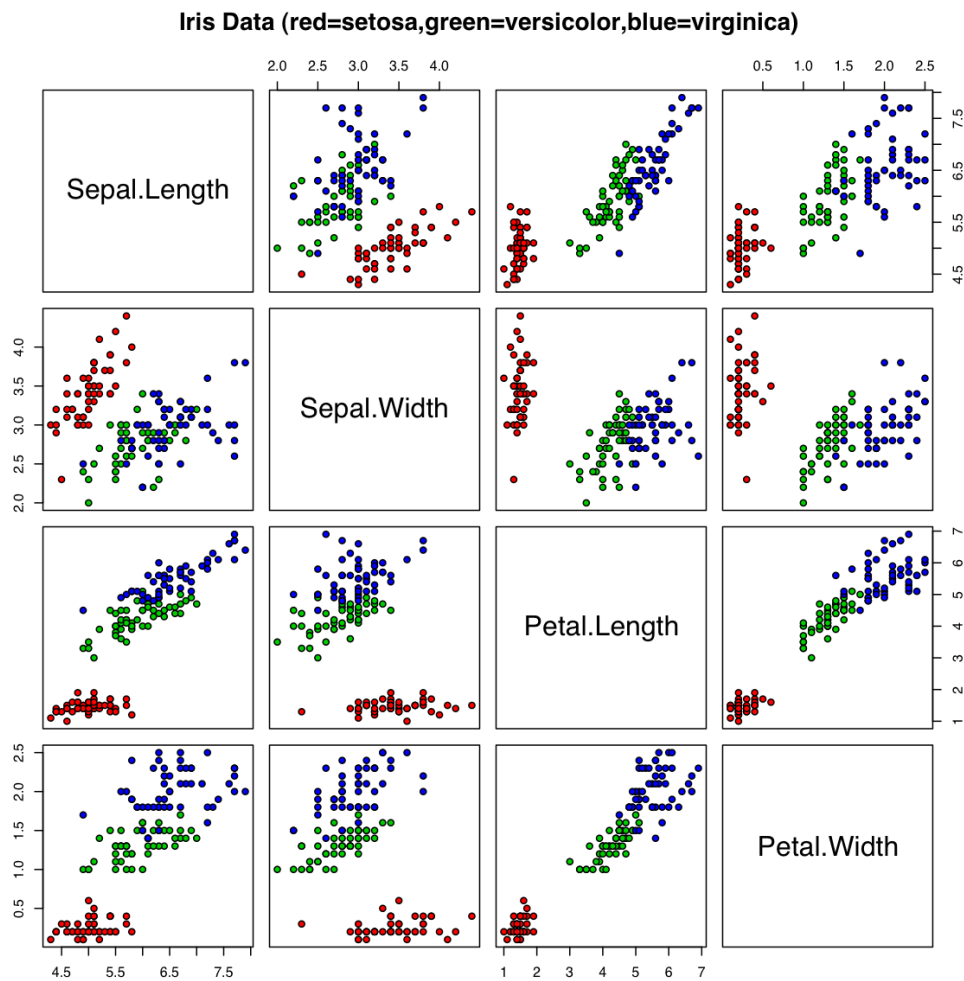 Iris Data (red=setosa,green=versicolor,blue=virginica)
2.0 2.5 3.0 3.5 4.0
0.5 1.0 1.5 2.0 2.5
Sepal.Length
4.5 5.5 6.5 7.5
2.0 2.5 3.0 3.5 4.0
Sepal.Width
Petal.Length
1 2 3 4 5 6 7
0.5 1.0 1.5 2.0 2.5
Petal.Width
4.5 5.5 6.5 7.5
1 2 3 4 5 6 7